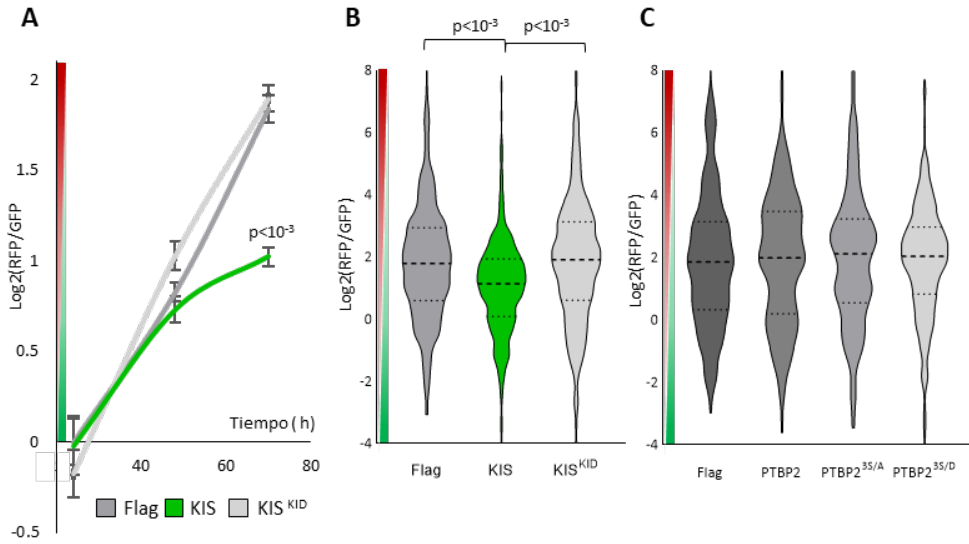 A
Log2(RFP/GFP
2
1.5
1
0.5
0
-0.5
p<10-3
Tiempo ( h)
40
60
80
Flag
KIS
KIS KID
B
p<10-3
p<10-3
Log2(RFP/GFP)
8
6
4
2
0
-2
-4
Flag
KIS
KISKID
C
Log2(RFP/GFP)
8
6
4
2
0
-2
-4
Flag
PTBP2
PTBP23S/A
PTBP23S/D